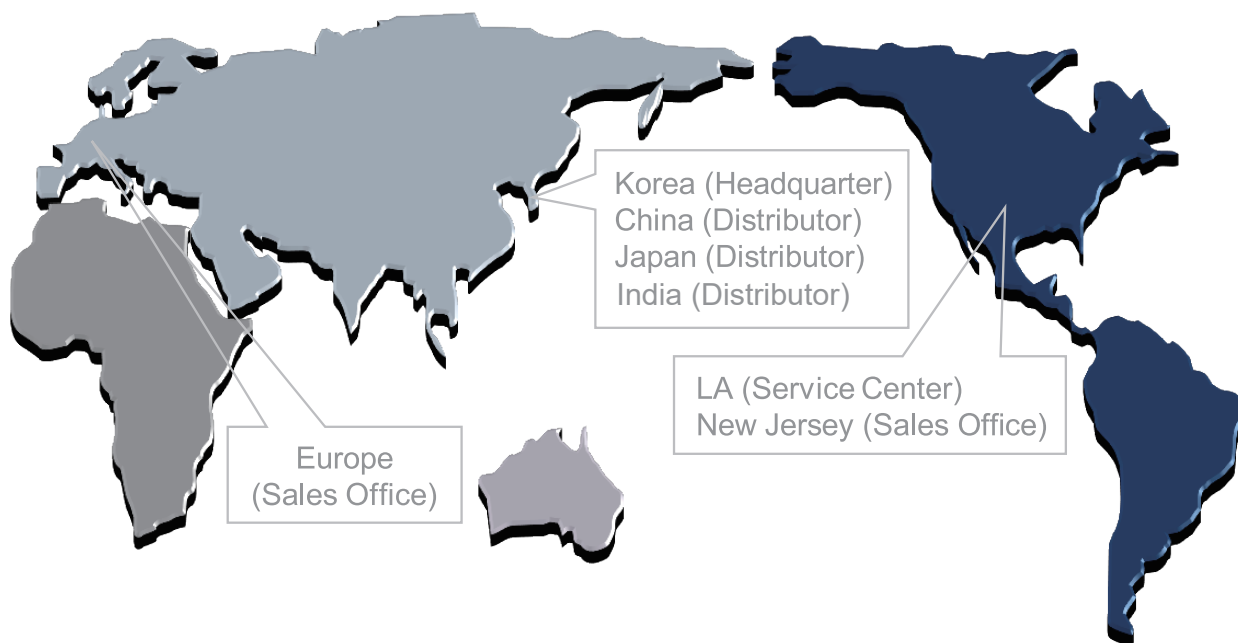 Korea (Headquarter)
China (Distributor)
Japan (Distributor)
India (Distributor)
LA (Service Center)
New Jersey (Sales Office)
Europe
(Sales Office)